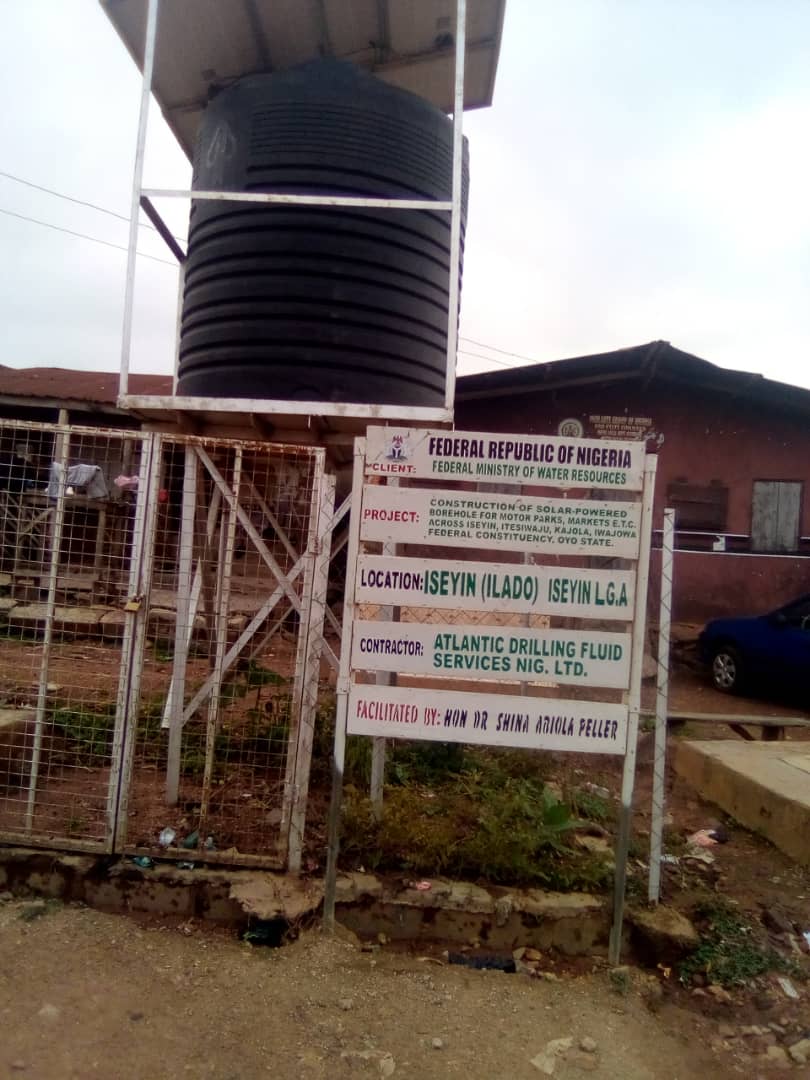 FEDERAL REPUBLIC OF NIGERIA
CLIENT: FEDERAL MINISTRY OF WATER RESOURCES
PROJECT: CONSTRUCTION OF SOLAR-POWERED
BOREHOLE FOR MOTOR PARKS, MARKETS E.T.C.
ACROSS ISEYIN, ITESIWAJU, KAJOLA, IWAJOWA
FEDERAL CONSTITUENCY, OYO STATE.
LOCATION: ISEYIN (ILADO) ISEYIN L.G.A
CONTRACTOR: ATLANTIC DRILLING FLUID
SERVICES NIG. LTD.
FACILITATED BY: HON DR SHINA ABIOLA PELLER